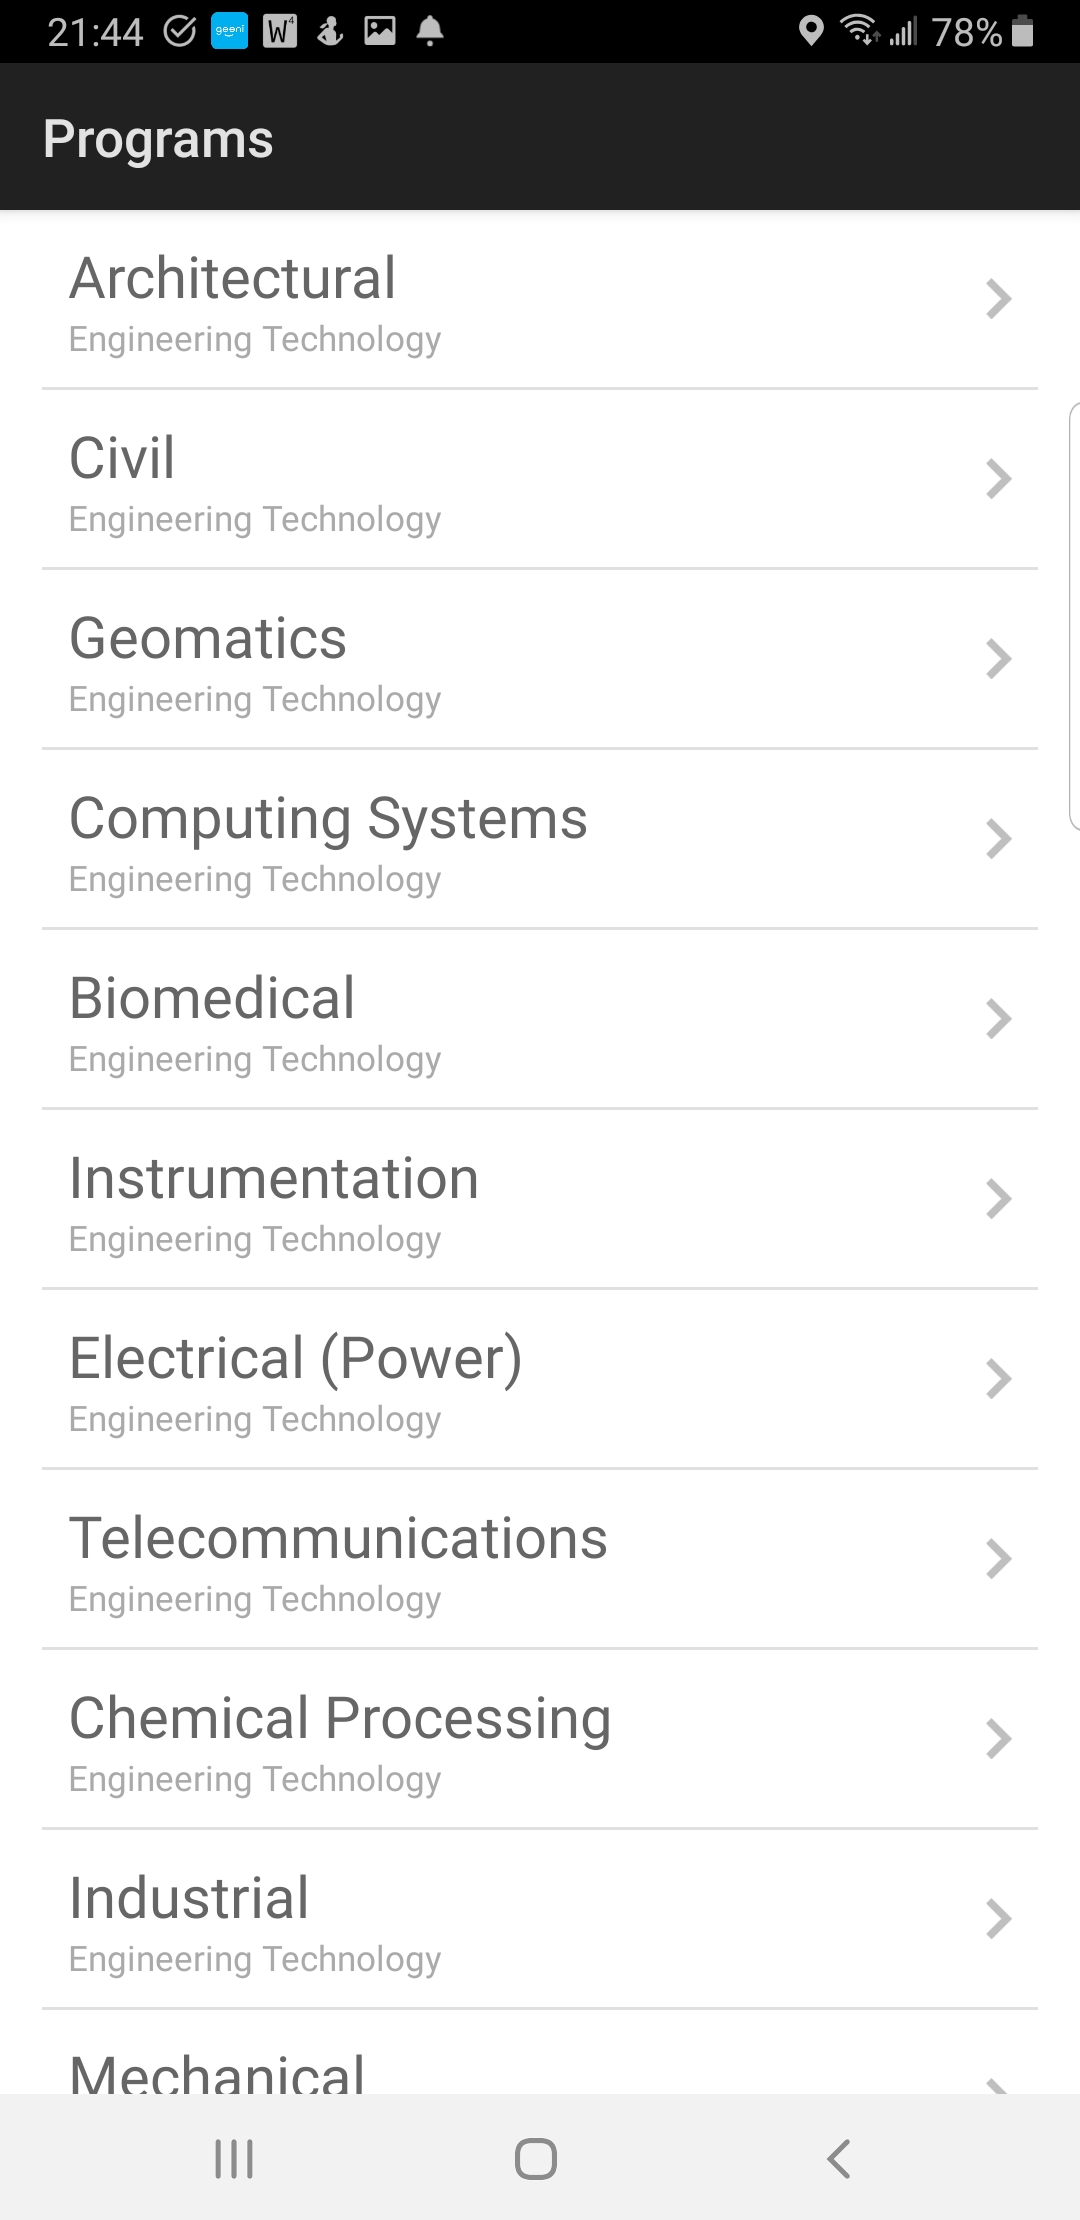 21:44 geeni W4 78%
Programs
Architectural
Engineering Technology
Civil
Engineering Technology
Geomatics
Engineering Technology
Computing Systems
Engineering Technology
Biomedical
Engineering Technology
Instrumentation
Engineering Technology
Electrical (Power)
Engineering Technology
Telecommunications
Engineering Technology
Chemical Processing
Engineering Technology
Industrial
Engineering Technology
Mechanical